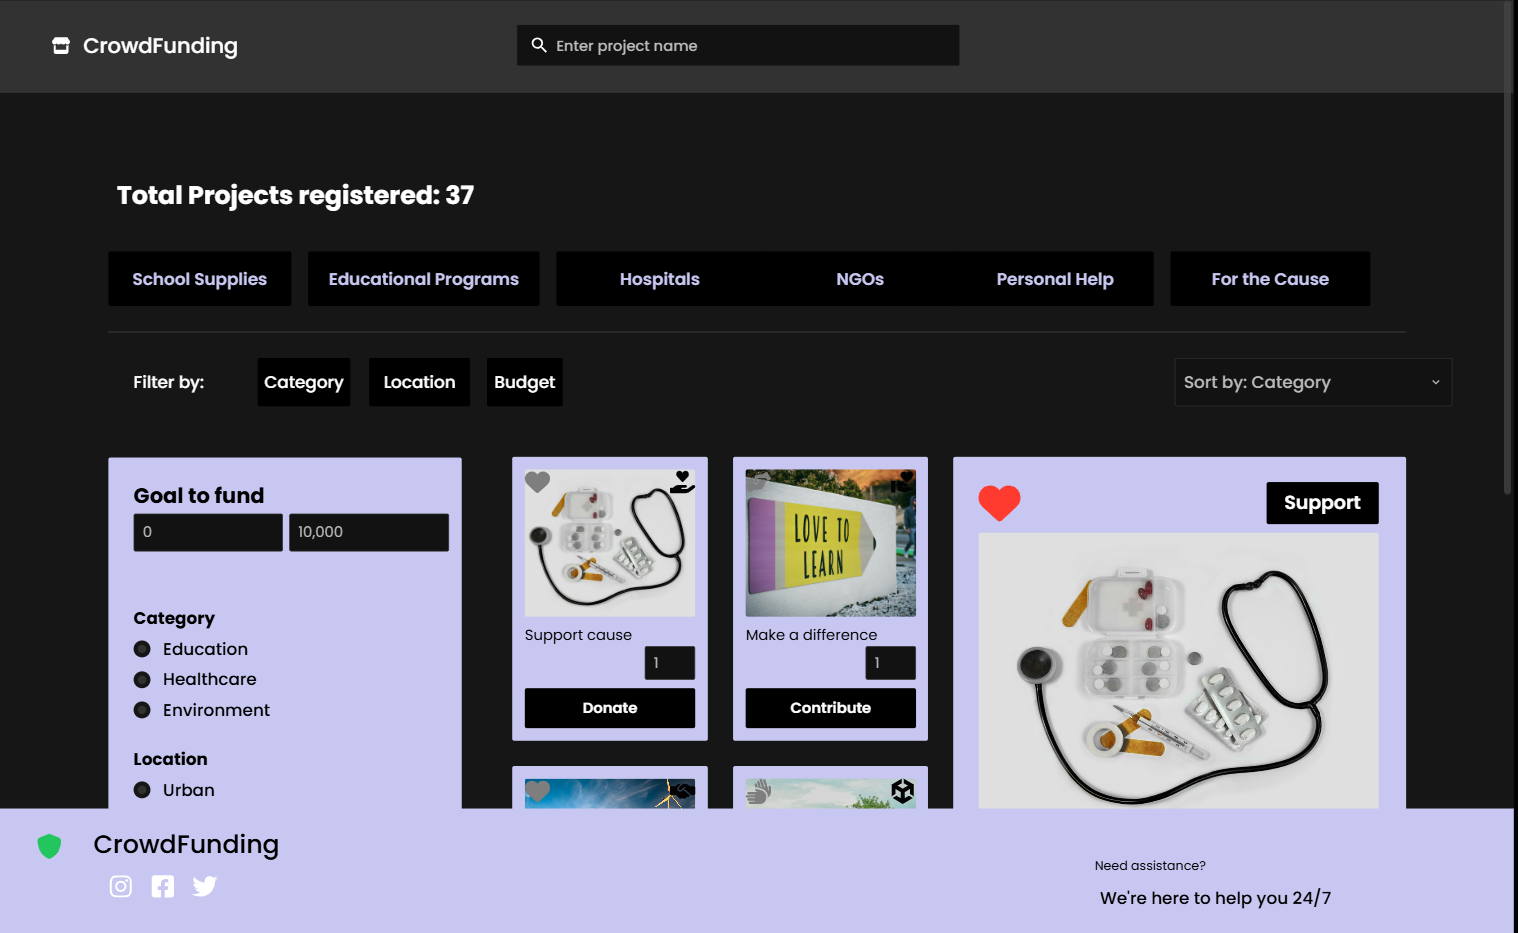 CrowdFunding
Enter project name
Total Projects registered: 37
School Supplies
Educational Programs
Hospitals
NGOs
Personal Help
For the Cause
Filter by:
Category
Location
Budget
Sort by: Category
Goal to fund
0
10,000
Category
Education
Healthcare
Environment
Location
Urban
Support cause
1
Donate
LOVE TO
LEARN
Make a difference
1
Contribute
Support
CrowdFunding
Need assistance?
We're here to help you 24/7